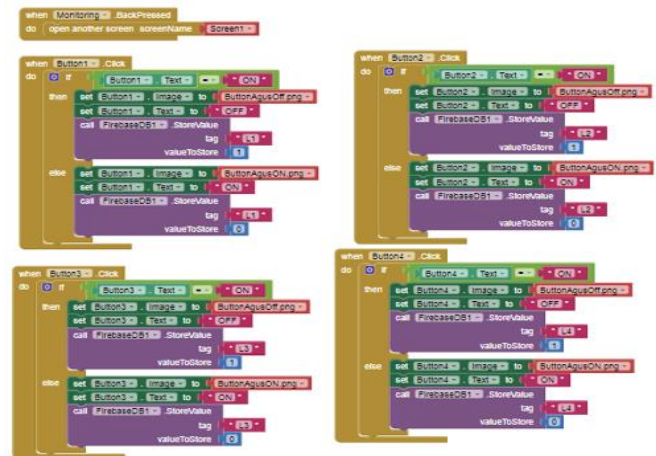 when Monitoring .BackPressed
do open another screen screenName "Screen1"
when Button1 .Click
do if Button1 . Text = "ON"
then set Button1 . Image to ButtonAgusOff.png
set Button1 . Text to "OFF"
call FirebaseDB1 .StoreValue
tag "L1"
valueToStore 1
else set Button1 . Image to ButtonAgusON.png
set Button1 . Text to "ON"
call FirebaseDB1 .StoreValue
tag "L1"
valueToStore 0
when Button2 .Click
do if Button2 . Text = "ON"
then set Button2 . Image to ButtonAgusOff.png
set Button2 . Text to "OFF"
call FirebaseDB1 .StoreValue
tag "L2"
valueToStore 1
else set Button2 . Image to ButtonAgusON.png
set Button2 . Text to "ON"
call FirebaseDB1 .StoreValue
tag "L2"
valueToStore 0
when Button3 .Click
do if Button3 . Text = "ON"
then set Button3 . Image to ButtonAgusOff.png
set Button3 . Text to "OFF"
call FirebaseDB1 .StoreValue
tag "L3"
valueToStore 1
else set Button3 . Image to ButtonAgusON.png
set Button3 . Text to "ON"
call FirebaseDB1 .StoreValue
tag "L3"
valueToStore 0
when Button4 .Click
do if Button4 . Text = "ON"
then set Button4 . Image to ButtonAgusOff.png
set Button4 . Text to "OFF"
call FirebaseDB1 .StoreValue
tag "L4"
valueToStore 1
else set Button4 . Image to ButtonAgusON.png
set Button4 . Text to "ON"
call FirebaseDB1 .StoreValue
tag "L4"
valueToStore 0